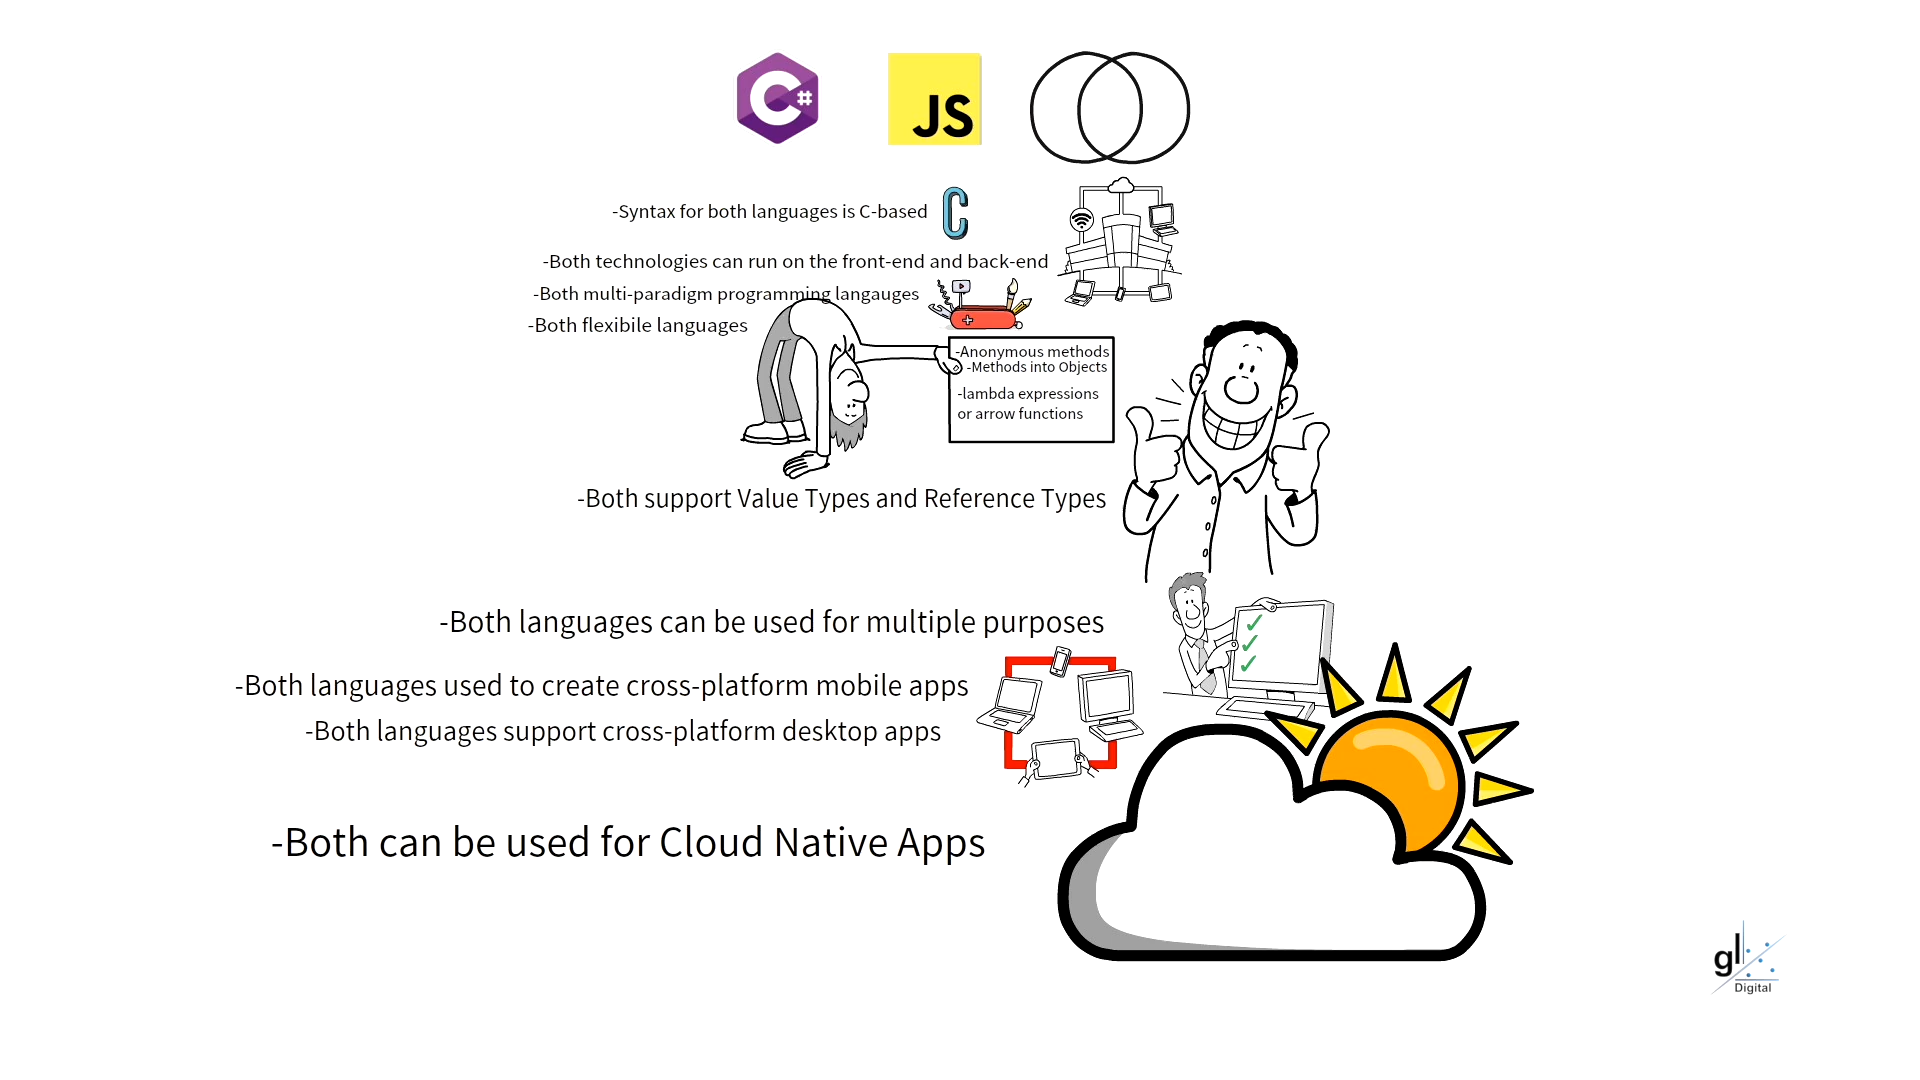 C#
JS
-Syntax for both languages is C-based
C
-Both technologies can run on the front-end and back-end
-Both multi-paradigm programming langauges
-Both flexibile languages
-Anonymous methods
-Methods into Objects
-lambda expressions
or arrow functions
-Both support Value Types and Reference Types
-Both languages can be used for multiple purposes
-Both languages used to create cross-platform mobile apps
-Both languages support cross-platform desktop apps
-Both can be used for Cloud Native Apps
gl
Digital